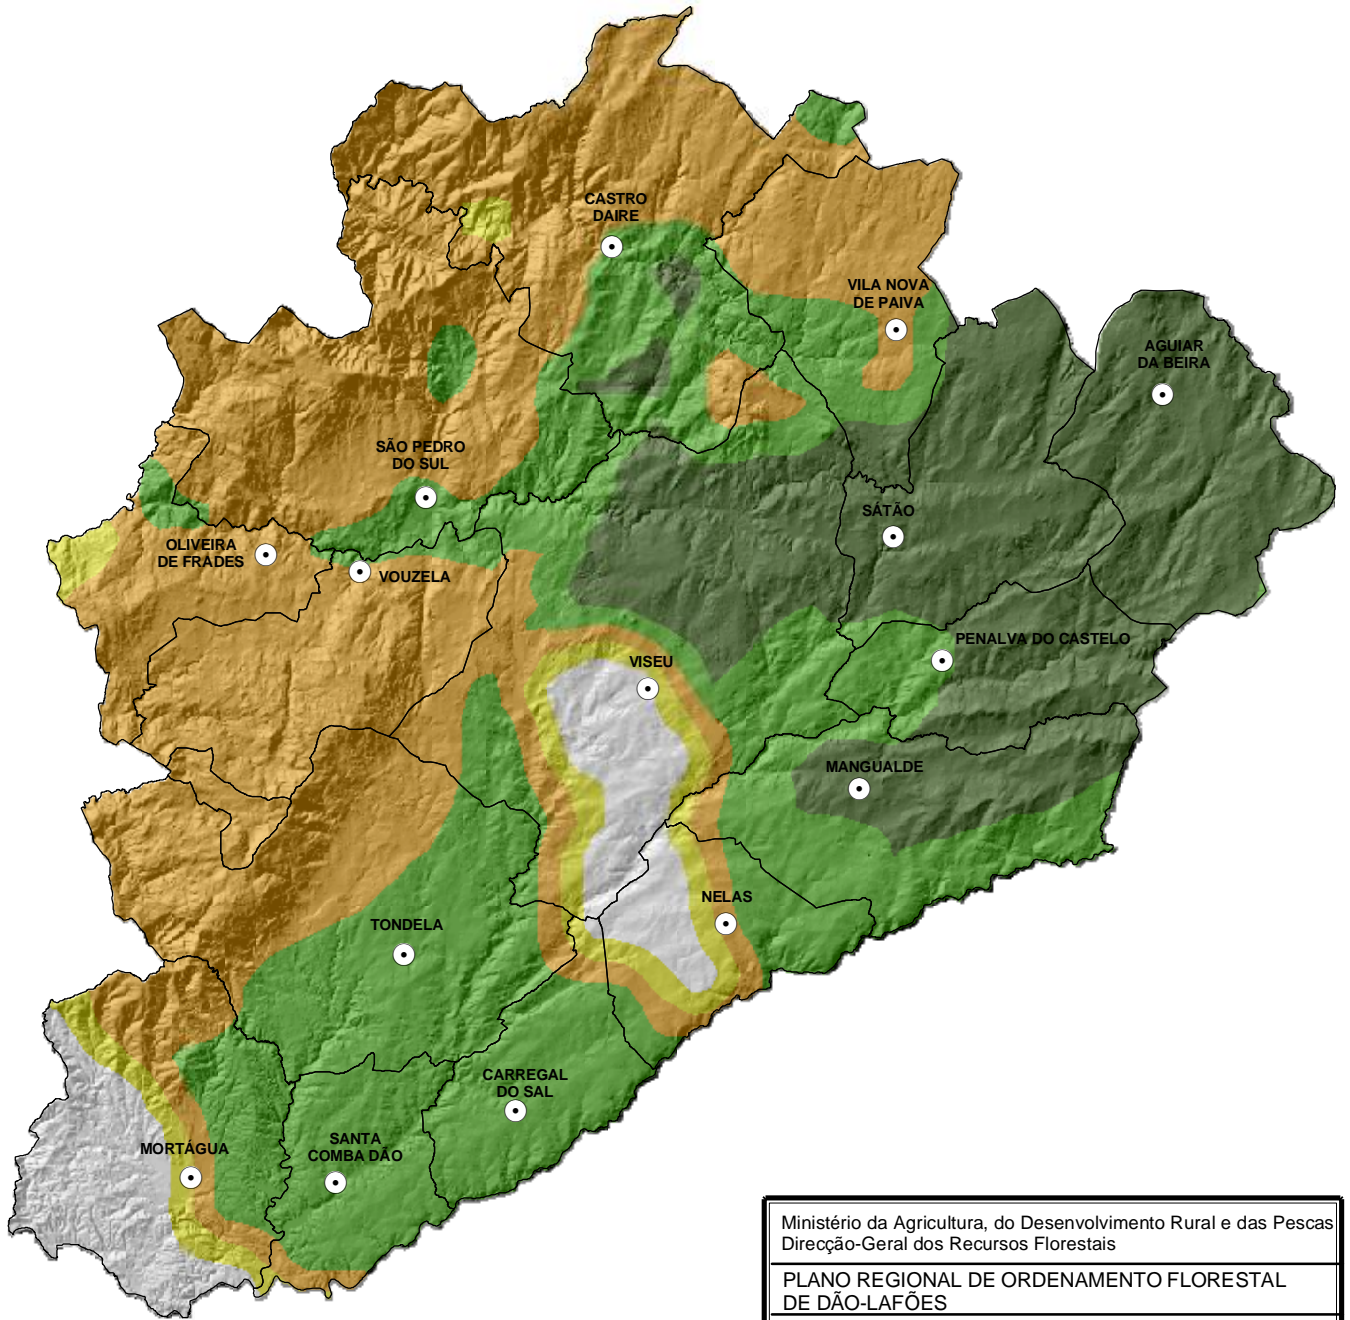 CASTRO
DAIRE
VILA NOVA
DE PAIVA
AGUIAR
DA BEIRA
SÃO PEDRO
DO SUL
SÁTÃO
OLIVEIRA
DE FRADES
VOUZELA
PENALVA DO CASTELO
VISEU
MANGUALDE
NELAS
TONDELA
CARREGAL
DO SAL
MORTÁGUA
SANTA
COMBA DÃO
Ministério da Agricultura, do Desenvolvimento Rural e das Pescas
Direcção-Geral dos Recursos Florestais
PLANO REGIONAL DE ORDENAMENTO FLORESTAL
DE DÃO-LAFÕES